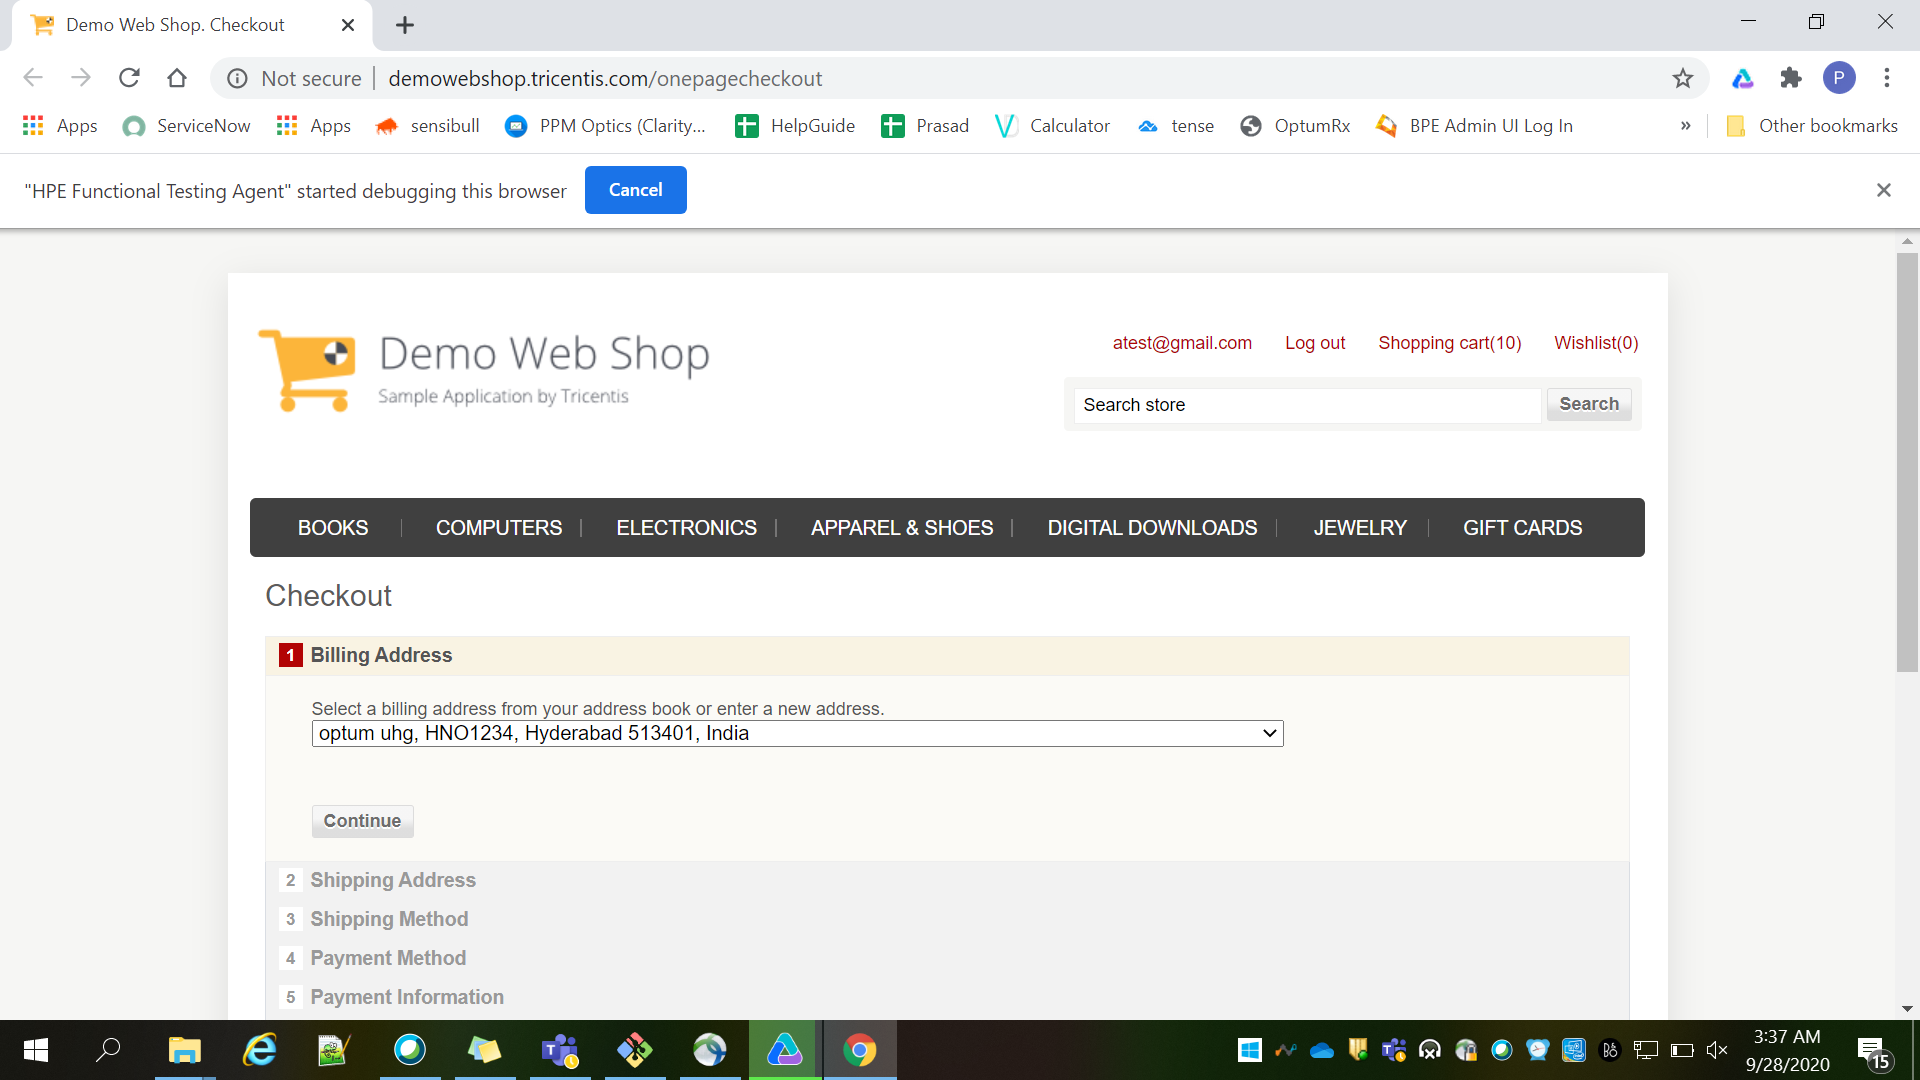 Demo Web Shop. Checkout
Not secure
demowebshop.tricentis.com/onepagecheckout
P
Apps
ServiceNow
Apps
sensibull
PPM Optics (Clarity...
HelpGuide
Prasad
Calculator
tense
OptumRx
BPE Admin UI Log In
»
Other bookmarks
"HPE Functional Testing Agent" started debugging this browser
Cancel
Demo Web Shop
Sample Application by Tricentis
atest@gmail.com
Log out
Shopping cart(10)
Wishlist(0)
Search store
Search
BOOKS
COMPUTERS
ELECTRONICS
APPAREL & SHOES
DIGITAL DOWNLOADS
JEWELRY
GIFT CARDS
Checkout
1 Billing Address
Select a billing address from your address book or enter a new address.
optum uhg, HNO1234, Hyderabad 513401, India
Continue
2 Shipping Address
3 Shipping Method
4 Payment Method
5 Payment Information
3:37 AM
9/28/2020
15